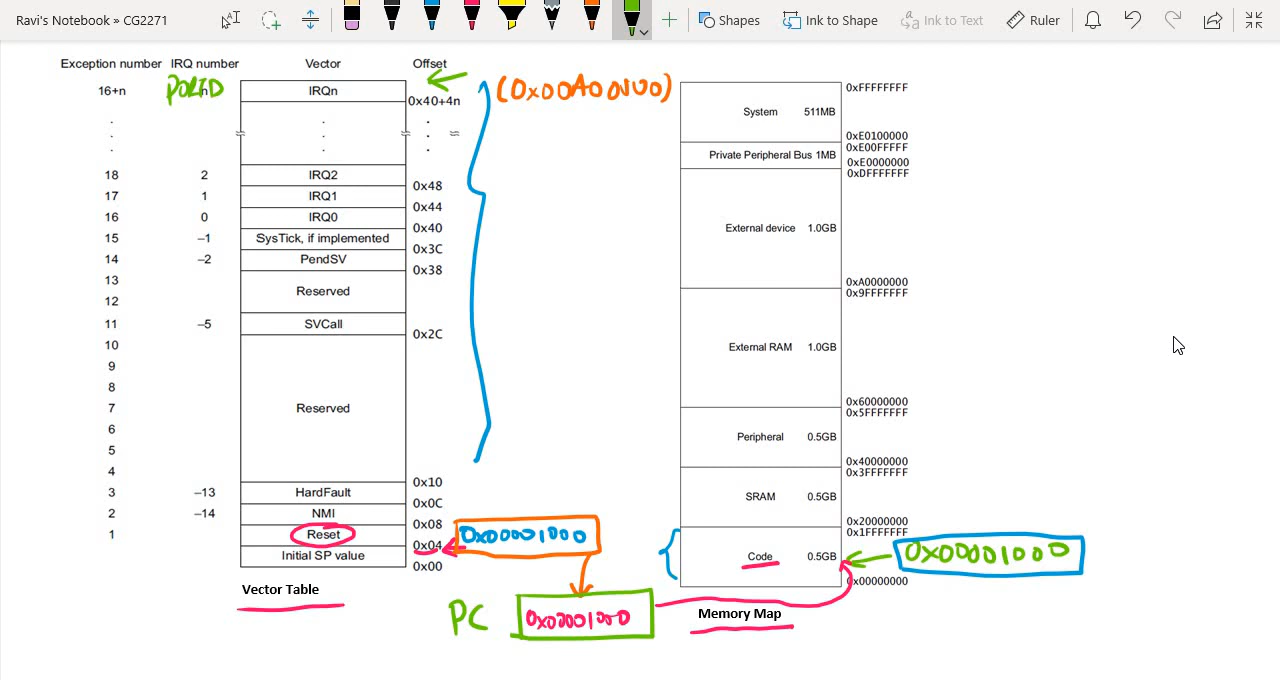 Ravi's Notebook » CG2271
Shapes
Ink to Shape
Ink to Text
Ruler
Exception number IRQ number Vector Offset
16+n n IRQn
PORTD
0x40+4n
18 2 IRQ2
0x48
17 1 IRQ1
0x44
16 0 IRQ0
0x40
15 –1 SysTick, if implemented
0x3C
14 –2 PendSV
0x38
13
Reserved
12
11 –5 SVCall
0x2C
10
9
8
7 Reserved
6
5
4
0x10
3 –13 HardFault
0x0C
2 –14 NMI
0x08
1 Reset
0x04
Initial SP value
0x00
Vector Table
(0x00A00100)
0x00001000
PC 0x00001000
0xFFFFFFFF
System 511MB
0xE0100000
0xE00FFFFF
Private Peripheral Bus 1MB
0xE0000000
0xDFFFFFFF
External device 1.0GB
0xA0000000
0x9FFFFFFF
External RAM 1.0GB
0x60000000
0x5FFFFFFF
Peripheral 0.5GB
0x40000000
0x3FFFFFFF
SRAM 0.5GB
0x20000000
0x1FFFFFFF
Code 0.5GB
0x00001000
0x00000000
Memory Map